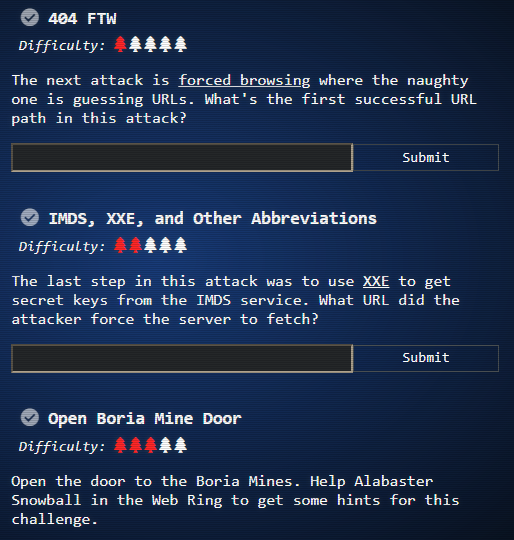 404 FTW
Difficulty:
The next attack is forced browsing where the naughty
one is guessing URLs. What's the first successful URL
path in this attack?
Submit
IMDS, XXE, and Other Abbreviations
Difficulty:
The last step in this attack was to use XXE to get
secret keys from the IMDS service. What URL did the
attacker force the server to fetch?
Submit
Open Boria Mine Door
Difficulty:
Open the door to the Boria Mines. Help Alabaster
Snowball in the Web Ring to get some hints for this
challenge.